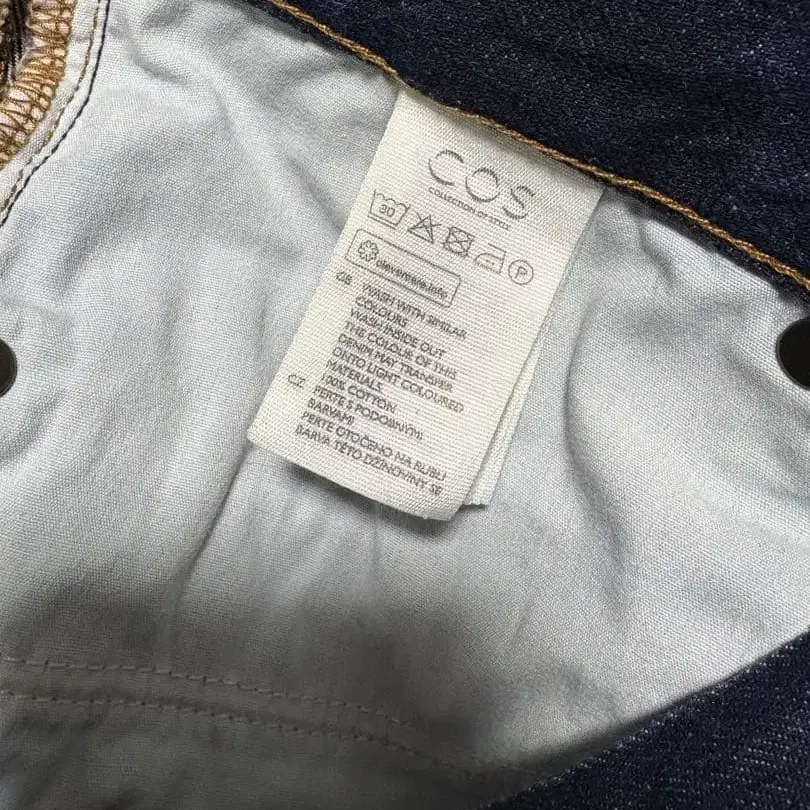 COS
COLLECTION OF STYLE
30
P
clevercare.info
GB WASH WITH SIMILAR
COLOURS
WASH INSIDE OUT
THE COLOUR OF THIS
DENIM MAY TRANSFER
ONTO LIGHT COLOURED
MATERIALS
100% COTTON
CZ PERTE S PODOBNÝMI
BARVAMI
PERTE OTOČENO NA RUBU
BARVA TÉTO DŽÍNOVINY SE